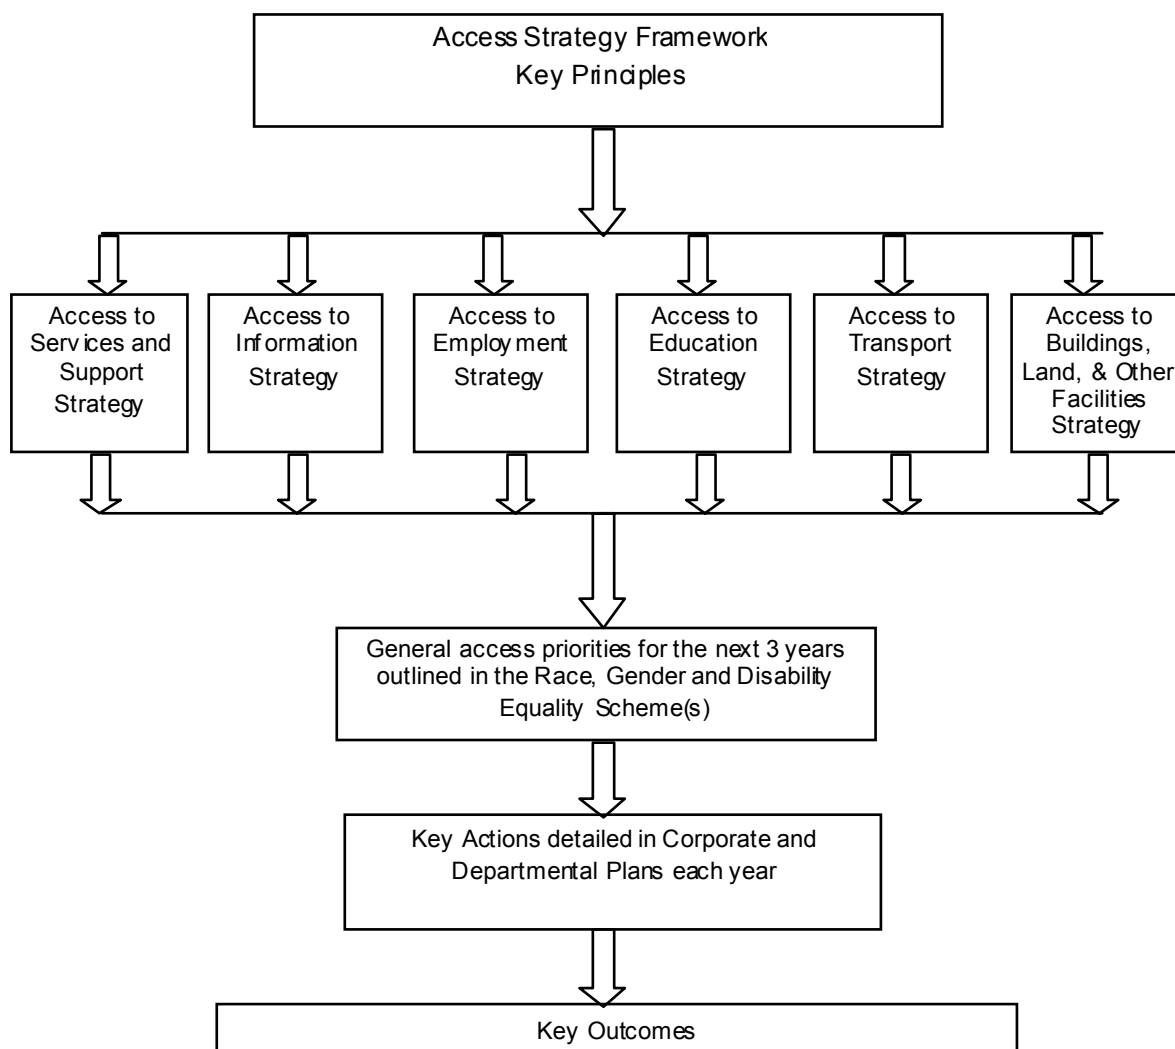 Access Strategy Framework
Key Principles
Access to
Services and
Support
Strategy
Access to
Information
Strategy
Access to
Employment
Strategy
Access to
Education
Strategy
Access to
Transport
Strategy
Access to
Buildings,
Land, & Other
Facilities
Strategy
General access priorities for the next 3 years
outlined in the Race, Gender and Disability
Equality Scheme(s)
Key Actions detailed in Corporate and
Departmental Plans each year
Key Outcomes